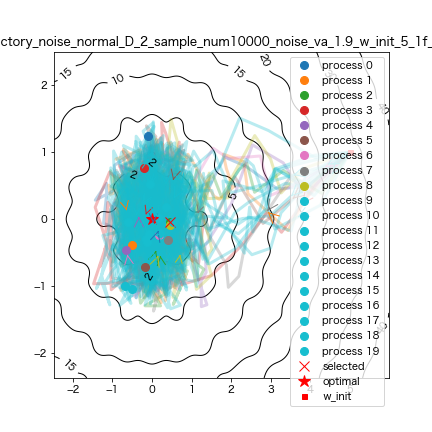 ctory_noise_normal_D_2_sample_num10000_noise_va_1.9_w_init_5_1f_
15
10
20
15
5
2
2
2
15
2
1
0
−1
−2
−2
−1
0
1
2
3
4
5
process 0
process 1
process 2
process 3
process 4
process 5
process 6
process 7
process 8
process 9
process 10
process 11
process 12
process 13
process 14
process 15
process 16
process 17
process 18
process 19
selected
optimal
w_init